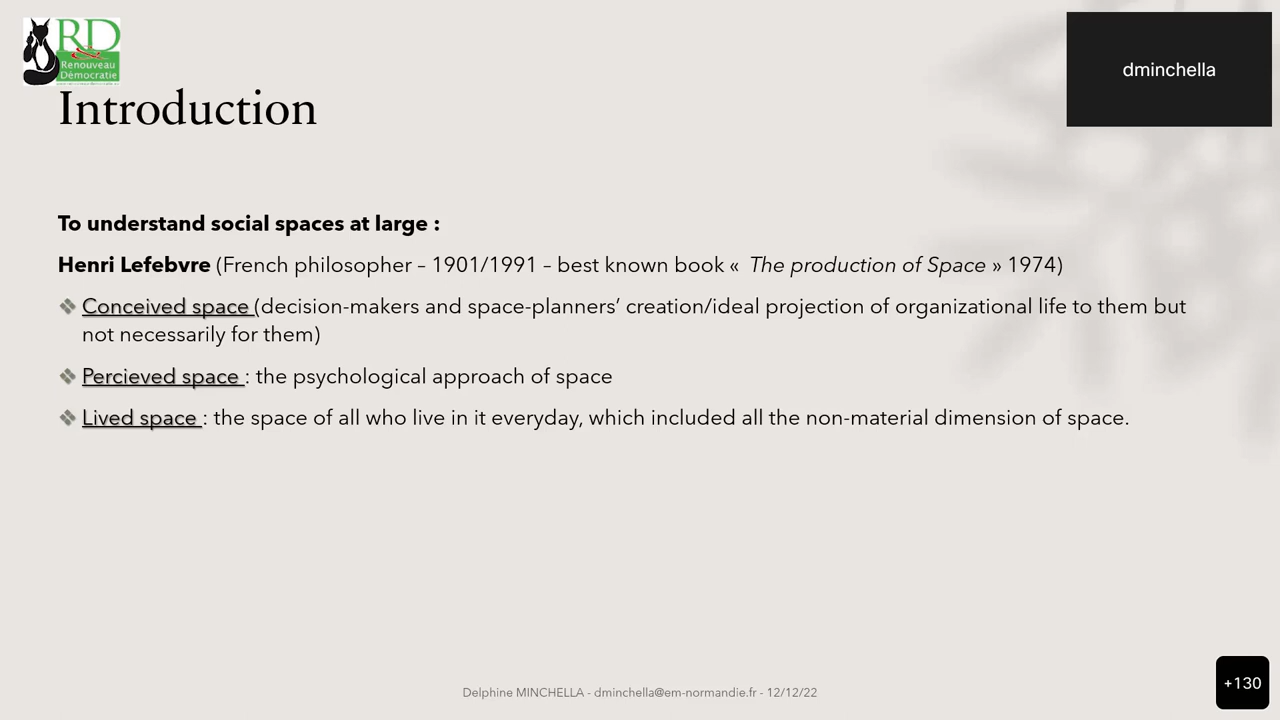 RD
Renouveau
Démocratie
dminchella
Introduction
To understand social spaces at large :
Henri Lefebvre (French philosopher – 1901/1991 – best known book « The production of Space » 1974)
❖ Conceived space (decision-makers and space-planners’ creation/ideal projection of organizational life to them but
not necessarily for them)
❖ Percieved space : the psychological approach of space
❖ Lived space : the space of all who live in it everyday, which included all the non-material dimension of space.
Delphine MINCHELLA - dminchella@em-normandie.fr - 12/12/22
+130